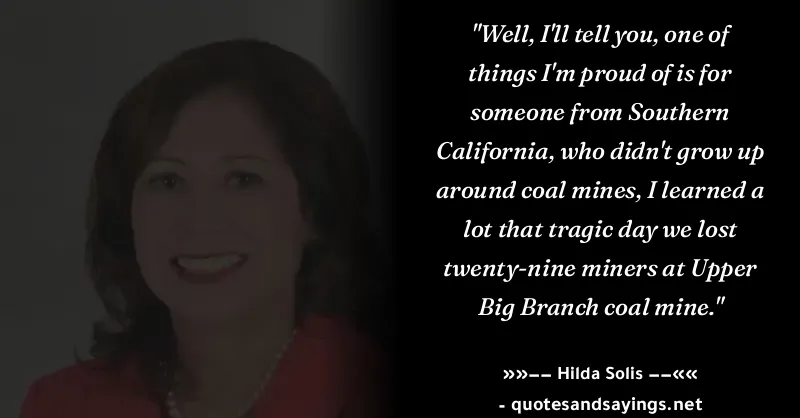 "Well, I'll tell you, one of
things I'm proud of is for
someone from Southern
California, who didn't grow up
around coal mines, I learned a
lot that tragic day we lost
twenty-nine miners at Upper
Big Branch coal mine."
»»—— Hilda Solis ——««
- quotesandsayings.net